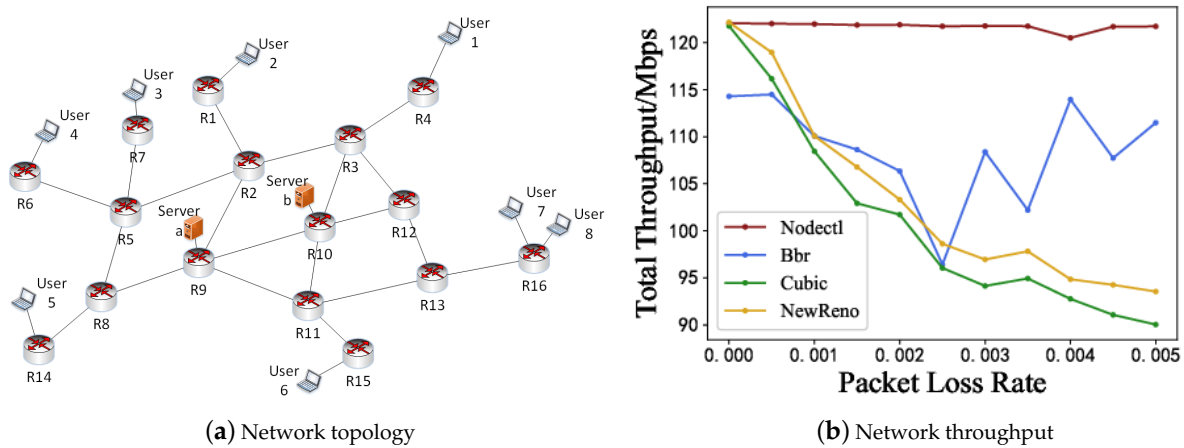 User
1
User
2
User
3
User
4
R1
R4
R7
R6
R2
R3
Server
b
Server
a
R5
R10
R12
User
7
User
8
R9
R16
User
5
R8
R11
R13
R14
User
6
R15
(a) Network topology
Total Throughput/Mbps
120
115
110
105
100
95
90
Nodectl
Bbr
Cubic
NewReno
0.000
0.001
0.002
0.003
0.004
0.005
Packet Loss Rate
(b) Network throughput